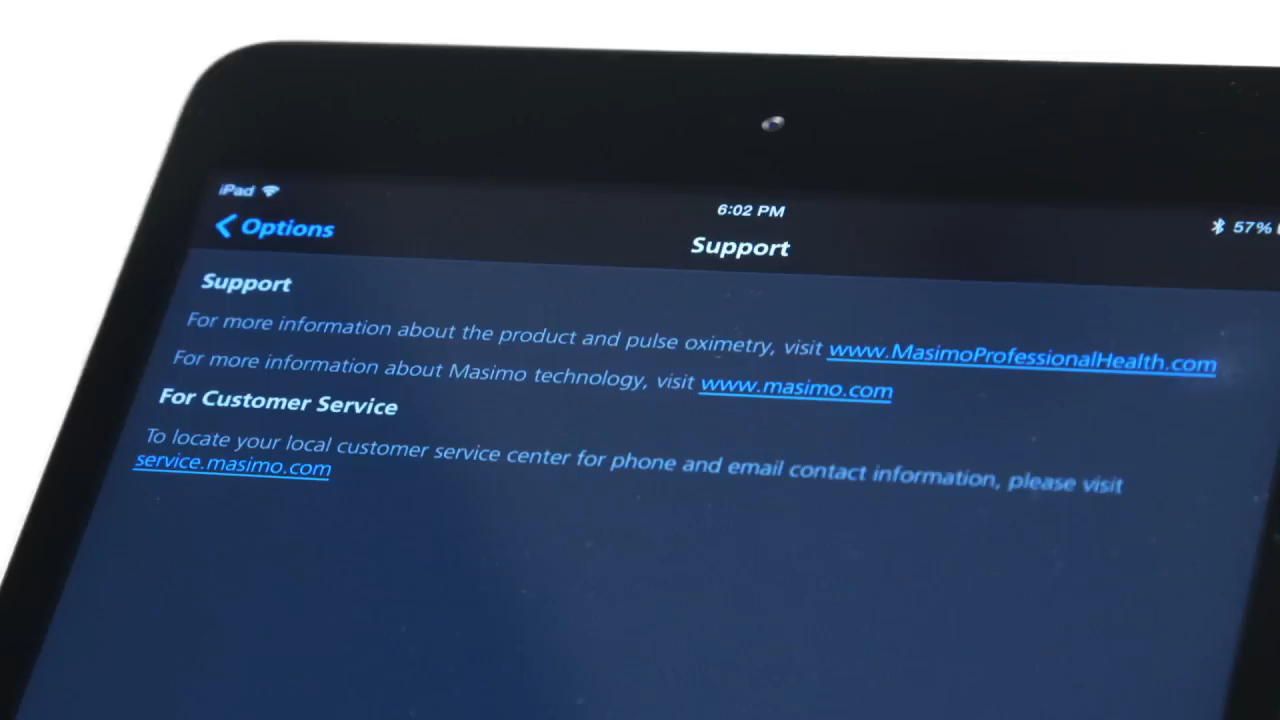 iPad
6:02 PM
57%
Options
Support
Support
For more information about the product and pulse oximetry, visit www.MasimoProfessionalHealth.com
For more information about Masimo technology, visit www.masimo.com
For Customer Service
To locate your local customer service center for phone and email contact information, please visit
service.masimo.com